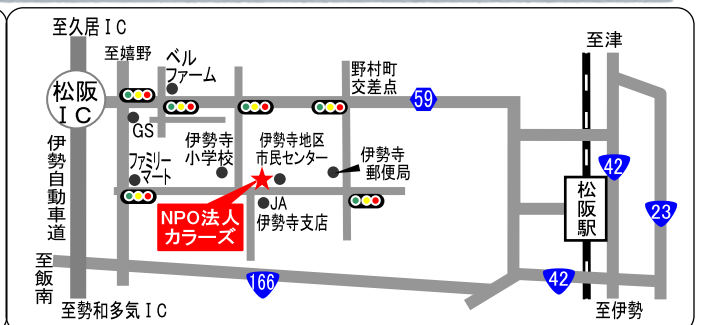 至久居IC
至嬉野
ベル
ファーム
野村町
交差点
至津
松阪
IC
59
GS
伊勢寺
小学校
伊勢寺地区
市民センター
伊勢寺
郵便局
ファミリー
マート
42
伊勢自動車道
NPO法人
カラーズ
JA
伊勢寺支店
松阪駅
23
至飯南
166
42
至勢和多気IC
至伊勢